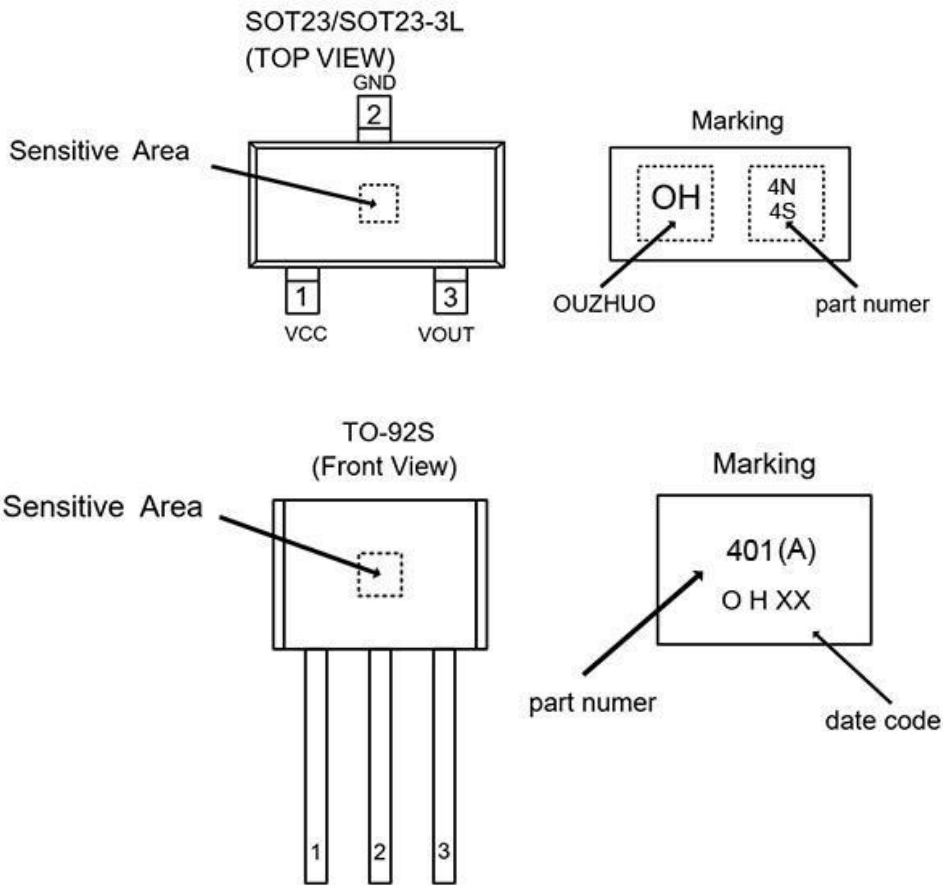 SOT23/SOT23-3L
(TOP VIEW)
GND
2
Sensitive Area
1
3
VCC
VOUT
Marking
OH
4N
4S
OUZHUO
part numer
TO-92S
(Front View)
Sensitive Area
1
2
3
Marking
401(A)
O H XX
part numer
date code